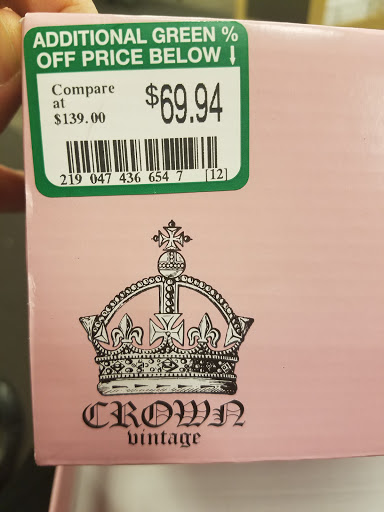 ADDITIONAL GREEN %
OFF PRICE BELOW ↓
Compare
at
$139.00
$69.94
219 047 436 654 7 [12]
CROWN
vintage